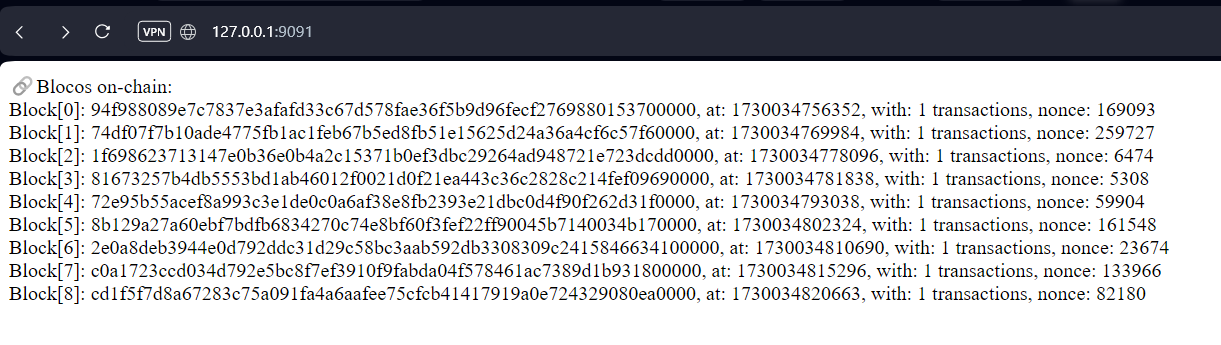 VPN 127.0.0.1:9091
🔗 Blocos on-chain:
Block[0]: 94f988089e7c7837e3afafd33c67d578fae36f5b9d96fecf2769880153700000, at: 1730034756352, with: 1 transactions, nonce: 169093
Block[1]: 74df07f7b10ade4775fb1ac1feb67b5ed8fb51e15625d24a36a4cf6c57f60000, at: 1730034769984, with: 1 transactions, nonce: 259727
Block[2]: 1f698623713147e0b36e0b4a2c15371b0ef3dbc29264ad948721e723dcdd0000, at: 1730034778096, with: 1 transactions, nonce: 6474
Block[3]: 81673257b4db5553bd1ab46012f0021d0f21ea443c36c2828c214fef09690000, at: 1730034781838, with: 1 transactions, nonce: 5308
Block[4]: 72e95b55acef8a993c3e1de0c0a6af38e8fb2393e21dbc0d4f90f262d31f0000, at: 1730034793038, with: 1 transactions, nonce: 59904
Block[5]: 8b129a27a60ebf7bdfb6834270c74e8bf60f3fef22ff90045b7140034b170000, at: 1730034802324, with: 1 transactions, nonce: 161548
Block[6]: 2e0a8deb3944e0d792ddc31d29c58bc3aab592db3308309c2415846634100000, at: 1730034810690, with: 1 transactions, nonce: 23674
Block[7]: c0a1723ccd034d792e5bc8f7ef3910f9fabda04f578461ac7389d1b931800000, at: 1730034815296, with: 1 transactions, nonce: 133966
Block[8]: cd1f5f7d8a67283c75a091fa4a6aafee75cfcb41417919a0e724329080ea0000, at: 1730034820663, with: 1 transactions, nonce: 82180